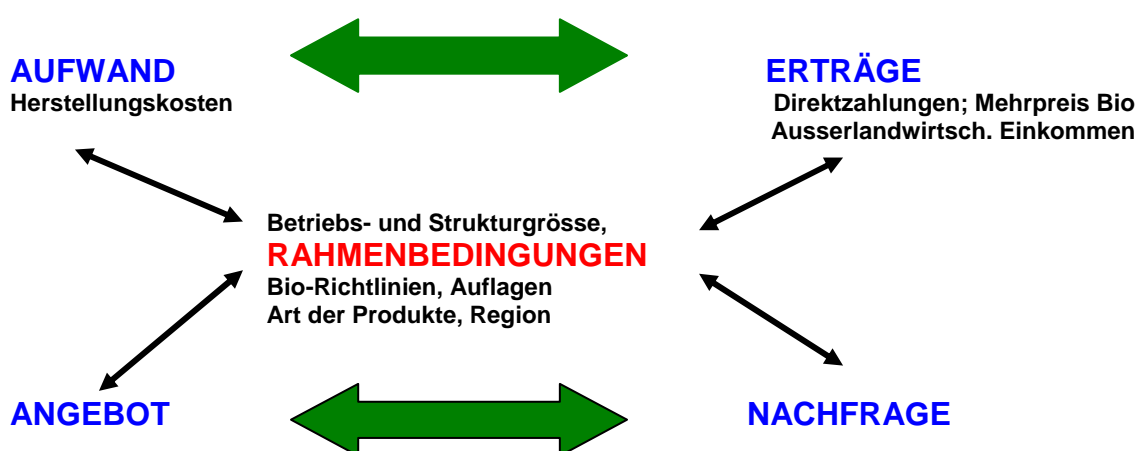 AUFWAND
Herstellungskosten
ERTRÄGE
Direktzahlungen; Mehrpreis Bio
Ausserlandwirtsch. Einkommen
Betriebs- und Strukturgrösse,
RAHMENBEDINGUNGEN
Bio-Richtlinien, Auflagen
Art der Produkte, Region
ANGEBOT
NACHFRAGE